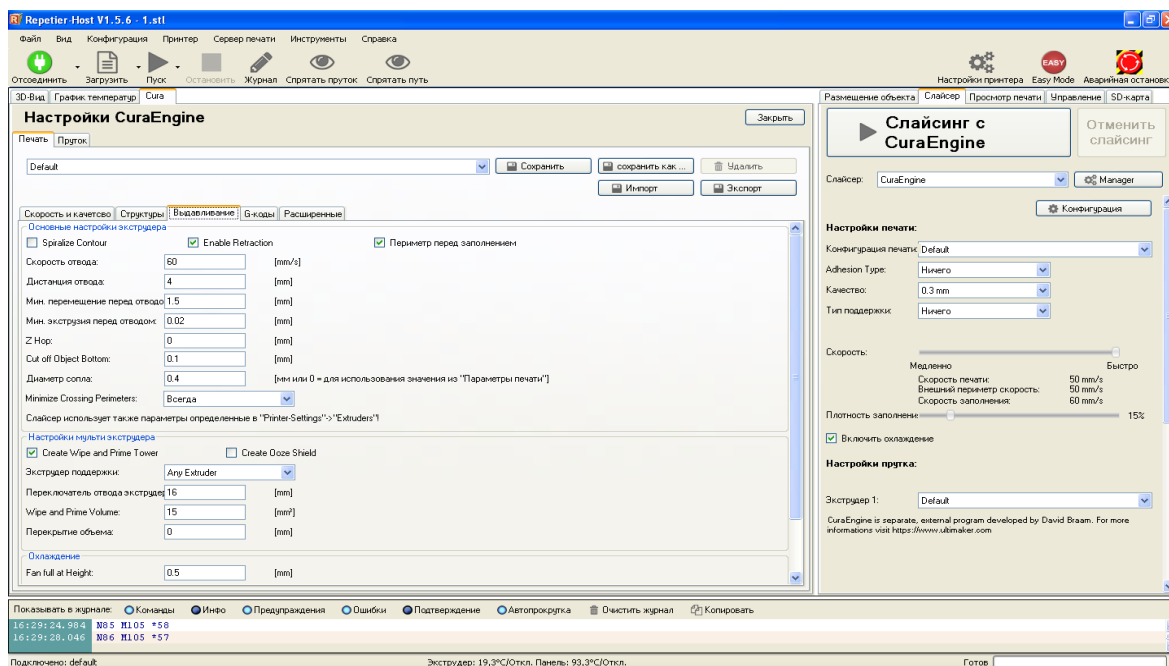 Repetier-Host V1.5.6 - 1.stl
Файл Вид Конфигурация Принтер Сервер печати Инструменты Справка
Отсоединить Загрузить Пуск Остановить Журнал Спрятать пруток Спрятать путь Настройки принтера Easy Mode Аварийная остановк
EASY
3D-Вид График температур Cura
Размещение объекта Слайсер Просмотр печати Управление SD-карта
Настройки CuraEngine
Закрыть
Печать Пруток
Default
Сохранить сохранить как ... Удалить
Импорт Экспорт
Скорость и качетсво Структуры Выдавливание G-коды Расширенные
Основные настройки экструдера
Spiralize Contour Enable Retraction Периметр перед заполнением
Скорость отвода: 60 [mm/s]
Дистанция отвода: 4 [mm]
Мин. перемещение перед отводо 1.5 [mm]
Мин. экструзия перед отводом: 0.02 [mm]
Z Hop: 0 [mm]
Cut off Object Bottom: 0.1 [mm]
Диаметр сопла: 0.4 [мм или 0 = для использования значения из "Параметры печати"]
Minimize Crossing Perimeters: Всегда
Слайсер использует также параметры определенные в "Printer-Settings"->"Extruders"!
Настройки мульти экструдера
Create Wipe and Prime Tower Create Ooze Shield
Экструдер поддержки: Any Extruder
Переключатель отвода экструдер 16 [mm]
Wipe and Prime Volume: 15 [mm³]
Перекрытие объема: 0 [mm]
Охлаждение
Fan full at Height: 0.5 [mm]
Слайсинг с CuraEngine
Отменить слайсинг
Слайсер: CuraEngine Manager
Конфигурация
Настройки печати:
Конфигурация печати: Default
Adhesion Type: Ничего
Качество: 0.3 mm
Тип поддержки: Ничего
Скорость:
Медленно Быстро
Скорость печати: 50 mm/s
Внешний периметр скорость: 50 mm/s
Скорость заполнения: 60 mm/s
Плотность заполнени 15%
Включить охлаждение
Настройки прутка:
Экструдер 1: Default
CuraEngine is separate, external program developed by David Braam. For more
informations visit https://www.ultimaker.com
Показывать в журнале: Команды Инфо Предупраждения Ошибки Подтверждение Автопрокрутка Очистить журнал Копировать
16:29:24.984 N85 M105 *58
16:29:28.046 N86 M105 *57
Подключено: default Экструдер: 19,3°C/Откл. Панель: 93,3°C/Откл. Готов